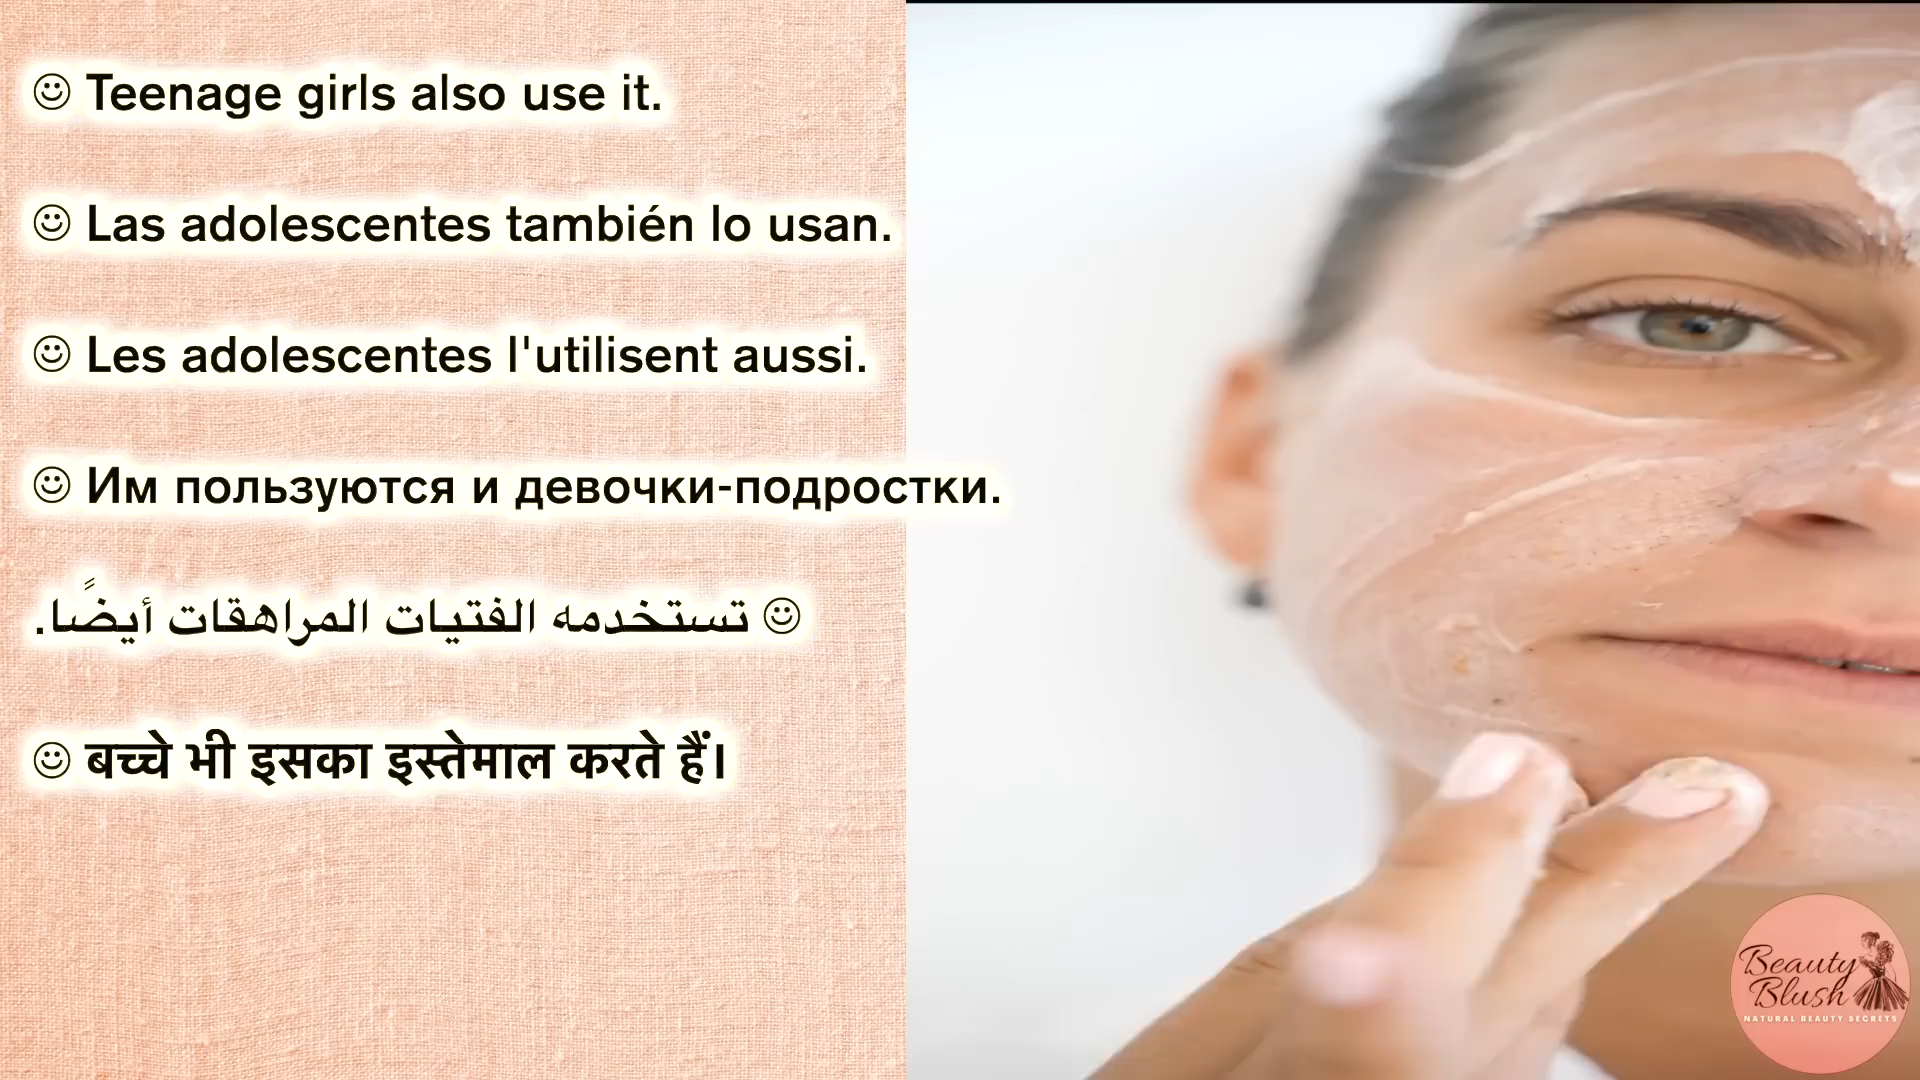 ☺ Teenage girls also use it.
☺ Las adolescentes también lo usan.
☺ Les adolescentes l'utilisent aussi.
☺ Им пользуются и девочки-подростки.
☺ تستخدمه الفتيات المراهقات أيضًا.
☺ बच्चे भी इसका इस्तेमाल करते हैं।
Beauty
Blush
NATURAL BEAUTY SECRETS